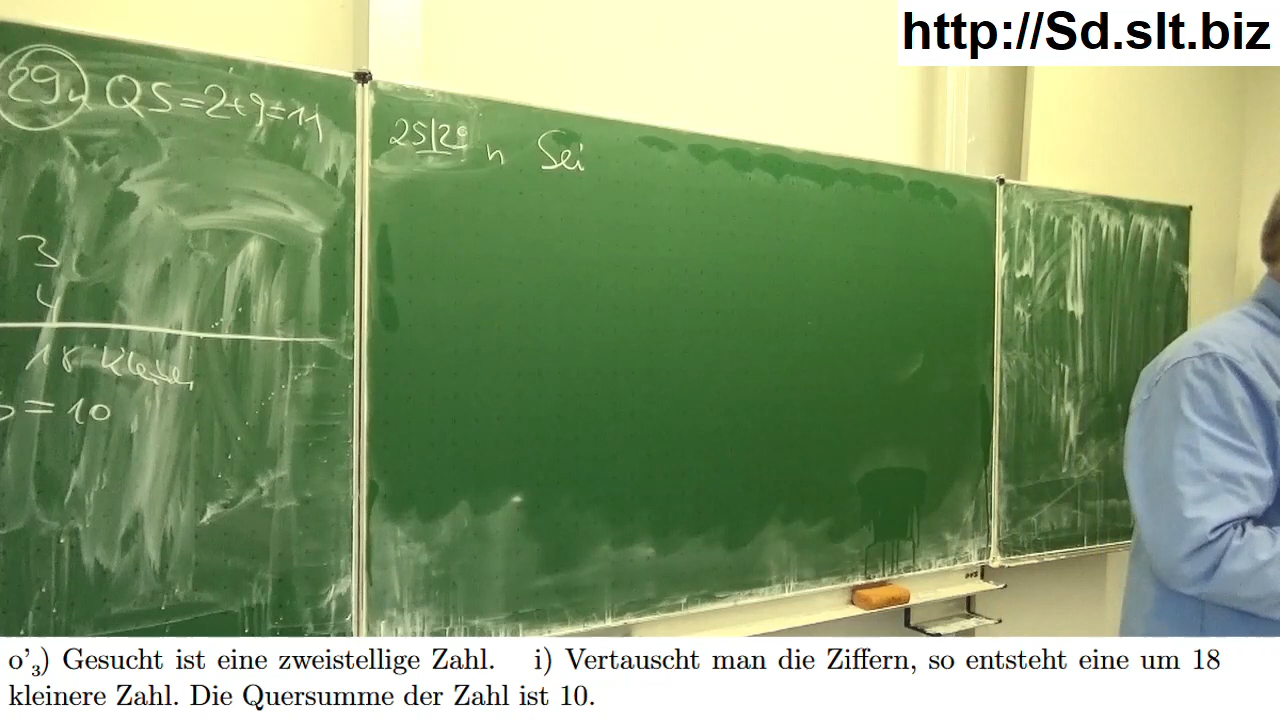 http://Sd.slt.biz
29 QS=2+9=11
25|29 n Sei
3
4
18 kleiner
=10
o'₃) Gesucht ist eine zweistellige Zahl. i) Vertauscht man die Ziffern, so entsteht eine um 18
kleinere Zahl. Die Quersumme der Zahl ist 10.